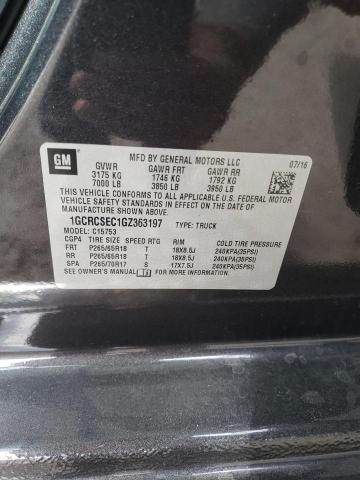 GM
MFD BY GENERAL MOTORS LLC
07/16
GVWR GAWR FRT GAWR RR
3175 KG 1746 KG 1792 KG
7000 LB 3850 LB 3950 LB
THIS VEHICLE CONFORMS TO ALL APPLICABLE U.S. FEDERAL MOTOR
VEHICLE SAFETY STANDARDS IN EFFECT ON THE DATE OF
MANUFACTURE SHOWN ABOVE.
1GCRCSEC1GZ363197 TYPE: TRUCK
MODEL: C15753
CGP4 TIRE SIZE SPEED RTG RIM COLD TIRE PRESSURE
FRT P265/65R18 T 18X8.5J 240KPA(35PSI)
RR P265/65R18 T 18X8.5J 240KPA(35PSI)
SPA P265/70R17 S 17X7.5J 240KPA(35PSI)
SEE OWNER'S MANUAL FOR MORE INFORMATION.